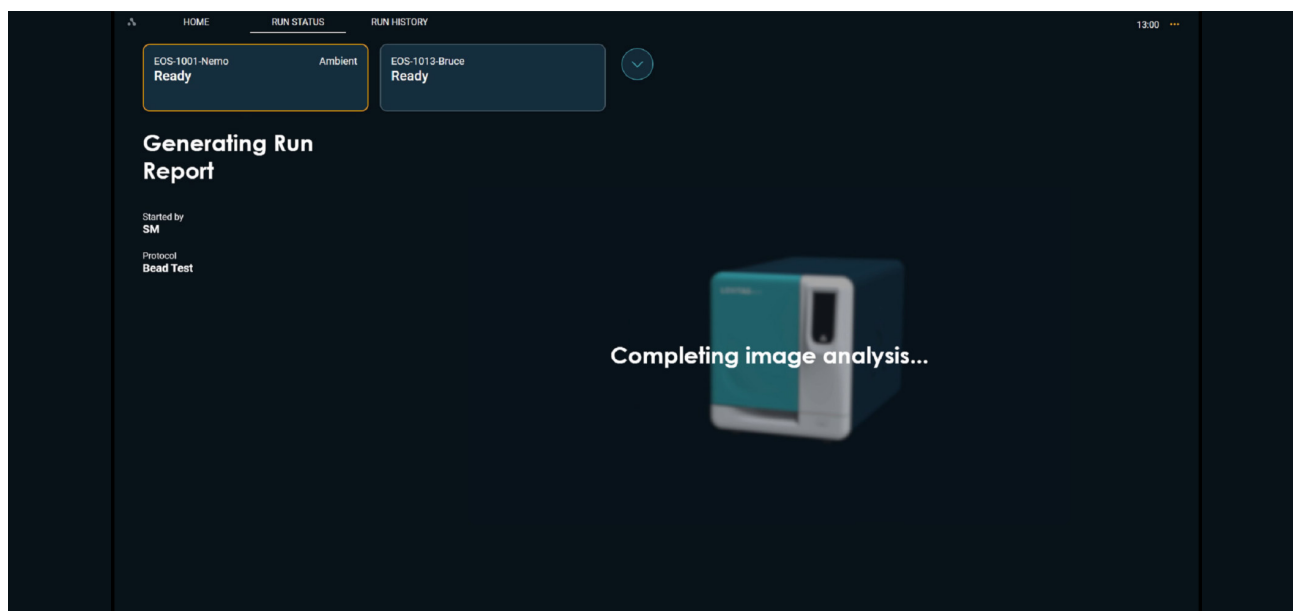 HOME RUN STATUS RUN HISTORY 13:00
EOS-1001-Nemo Ambient
Ready
EOS-1013-Bruce
Ready
Generating Run
Report
Started by
SM
Protocol
Bead Test
Completing image analysis...